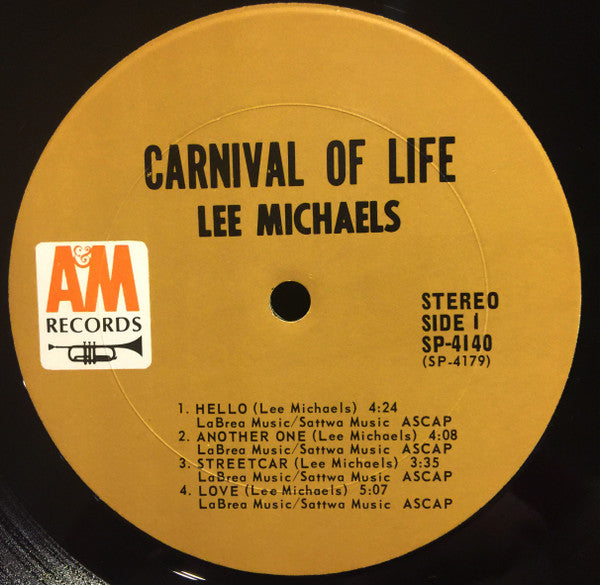 CARNIVAL OF LIFE
LEE MICHAELS
A&M
RECORDS
STEREO
SIDE 1
SP-4140
(SP-4179)
1. HELLO (Lee Michaels) 4:24
LaBrea Music/Sattwa Music ASCAP
2. ANOTHER ONE (Lee Michaels) 4:08
LaBrea Music/Sattwa Music ASCAP
3. STREETCAR (Lee Michaels) 3:35
LaBrea Music/Sattwa Music ASCAP
4. LOVE (Lee Michaels) 5:07
LaBrea Music/Sattwa Music ASCAP